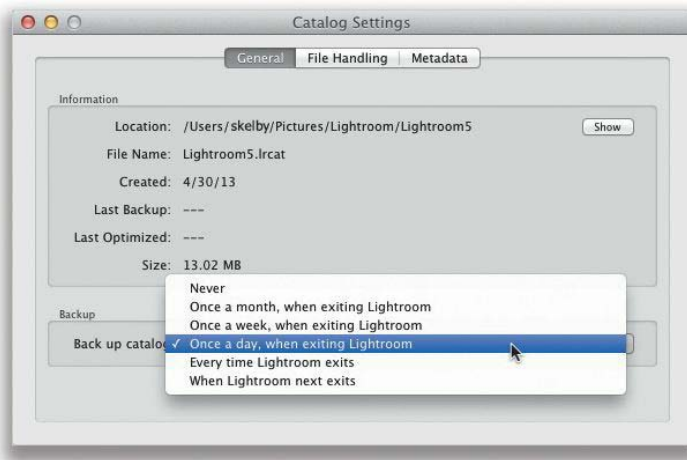 Catalog Settings
General File Handling Metadata
Information
Location: /Users/skelby/Pictures/Lightroom/Lightroom5 Show
File Name: Lightroom5.lrcat
Created: 4/30/13
Last Backup: ---
Last Optimized: ---
Size: 13.02 MB
Never
Once a month, when exiting Lightroom
Backup
Once a week, when exiting Lightroom
Back up catalog ✓ Once a day, when exiting Lightroom
Every time Lightroom exits
When Lightroom next exits